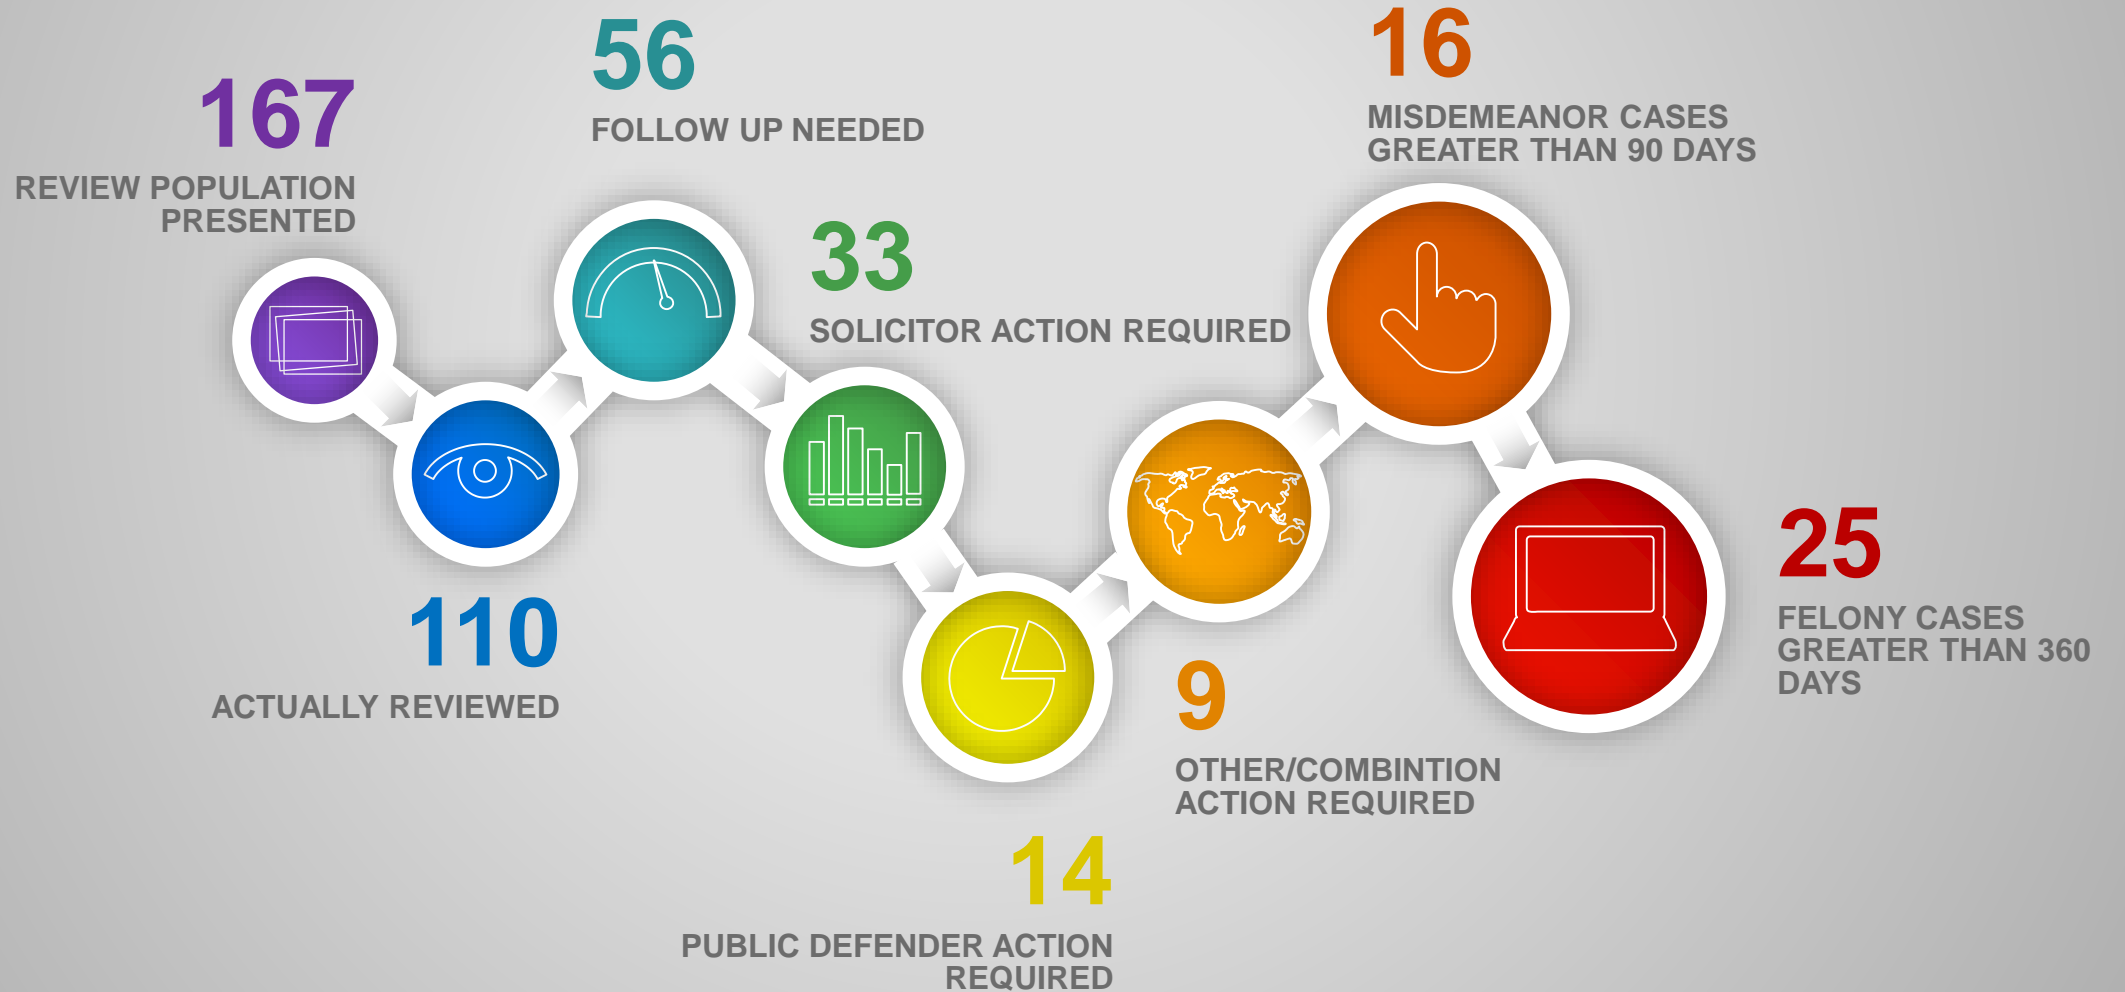 167
REVIEW POPULATION
PRESENTED
110
ACTUALLY REVIEWED
56
FOLLOW UP NEEDED
33
SOLICITOR ACTION REQUIRED
14
PUBLIC DEFENDER ACTION
REQUIRED
9
OTHER/COMBINTION
ACTION REQUIRED
16
MISDEMEANOR CASES
GREATER THAN 90 DAYS
25
FELONY CASES
GREATER THAN 360
DAYS